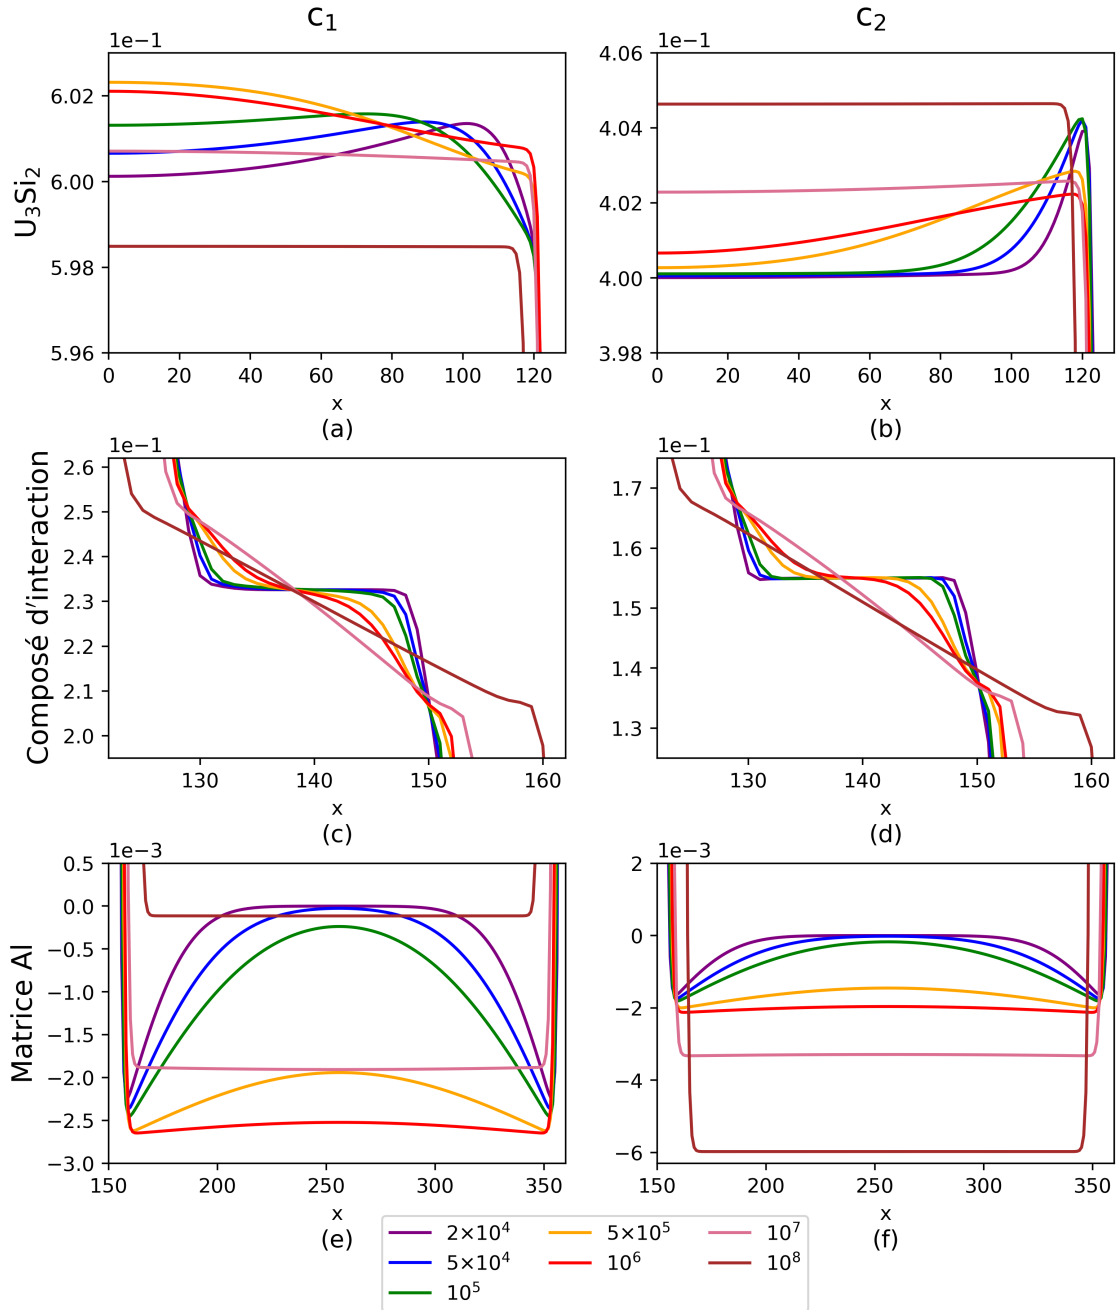 c₁
c₂
1e−1
1e−1
U₃Si₂
6.02
6.00
5.98
5.96
4.06
4.04
4.02
4.00
3.98
0 20 40 60 80 100 120
0 20 40 60 80 100 120
x
x
(a)
(b)
1e−1
1e−1
Composé d'interaction
2.6
2.5
2.4
2.3
2.2
2.1
2.0
1.7
1.6
1.5
1.4
1.3
130 140 150 160
130 140 150 160
x
x
(c)
(d)
1e−3
1e−3
Matrice Al
0.5
0.0
−0.5
−1.0
−1.5
−2.0
−2.5
−3.0
0
−2
−4
−6
150 200 250 300 350
150 200 250 300 350
x
x
(e)
(f)
2×10⁴ 5×10⁵ 10⁷
5×10⁴ 10⁶ 10⁸
10⁵